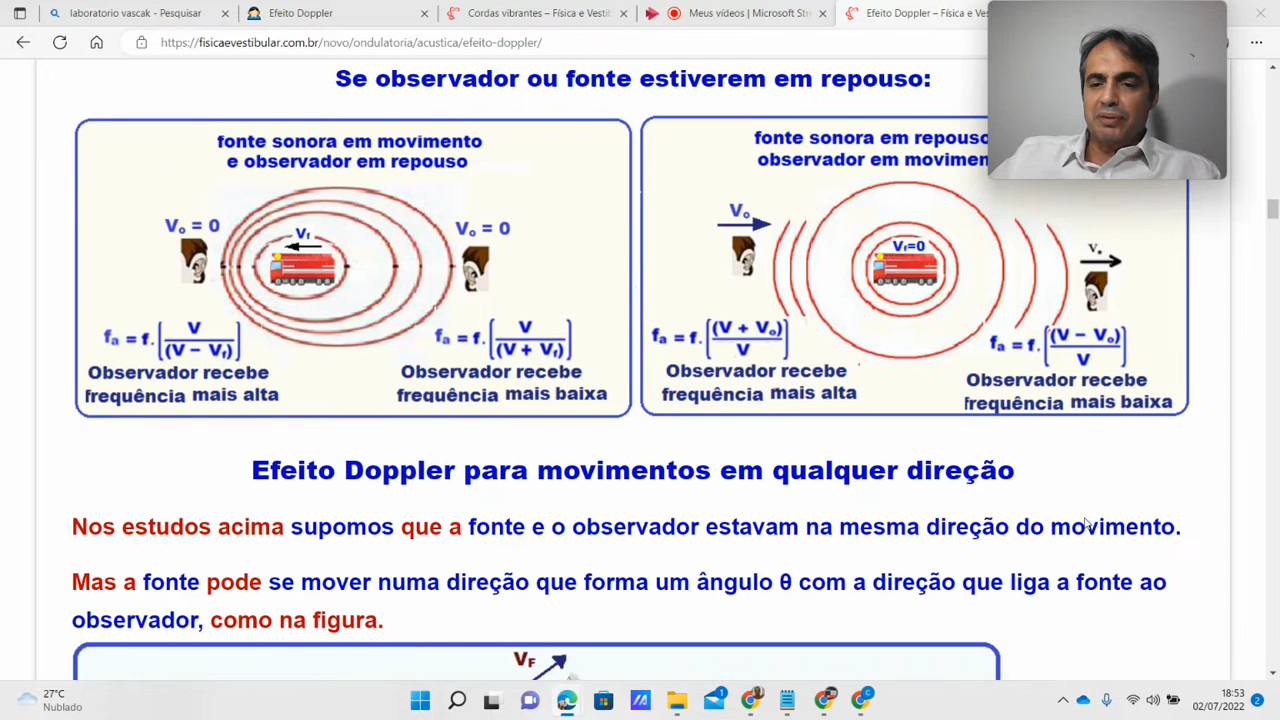 laboratorio vascak - Pesquisar
Efeito Doppler
Cordas vibrantes – Física e Vestib
Meus vídeos | Microsoft Str
Efeito Doppler – Física e Ves
https://fisicaevestibular.com.br/novo/ondulatoria/acustica/efeito-doppler/
Se observador ou fonte estiverem em repouso:
fonte sonora em movimento
e observador em repouso
Vo = 0
Vf
Vo = 0
fa = f.[V/(V − Vf)]
fa = f.[V/(V + Vf)]
Observador recebe
frequência mais alta
Observador recebe
frequência mais baixa
fonte sonora em repouso
observador em movimen
Vo
Vf=0
Vo
fa = f.[(V + Vo)/V]
fa = f.[(V − Vo)/V]
Observador recebe
frequência mais alta
Observador recebe
frequência mais baixa
Efeito Doppler para movimentos em qualquer direção
Nos estudos acima supomos que a fonte e o observador estavam na mesma direção do movimento.
Mas a fonte pode se mover numa direção que forma um ângulo θ com a direção que liga a fonte ao
observador, como na figura.
VF
27°C
Nublado
1
18:53
02/07/2022
2